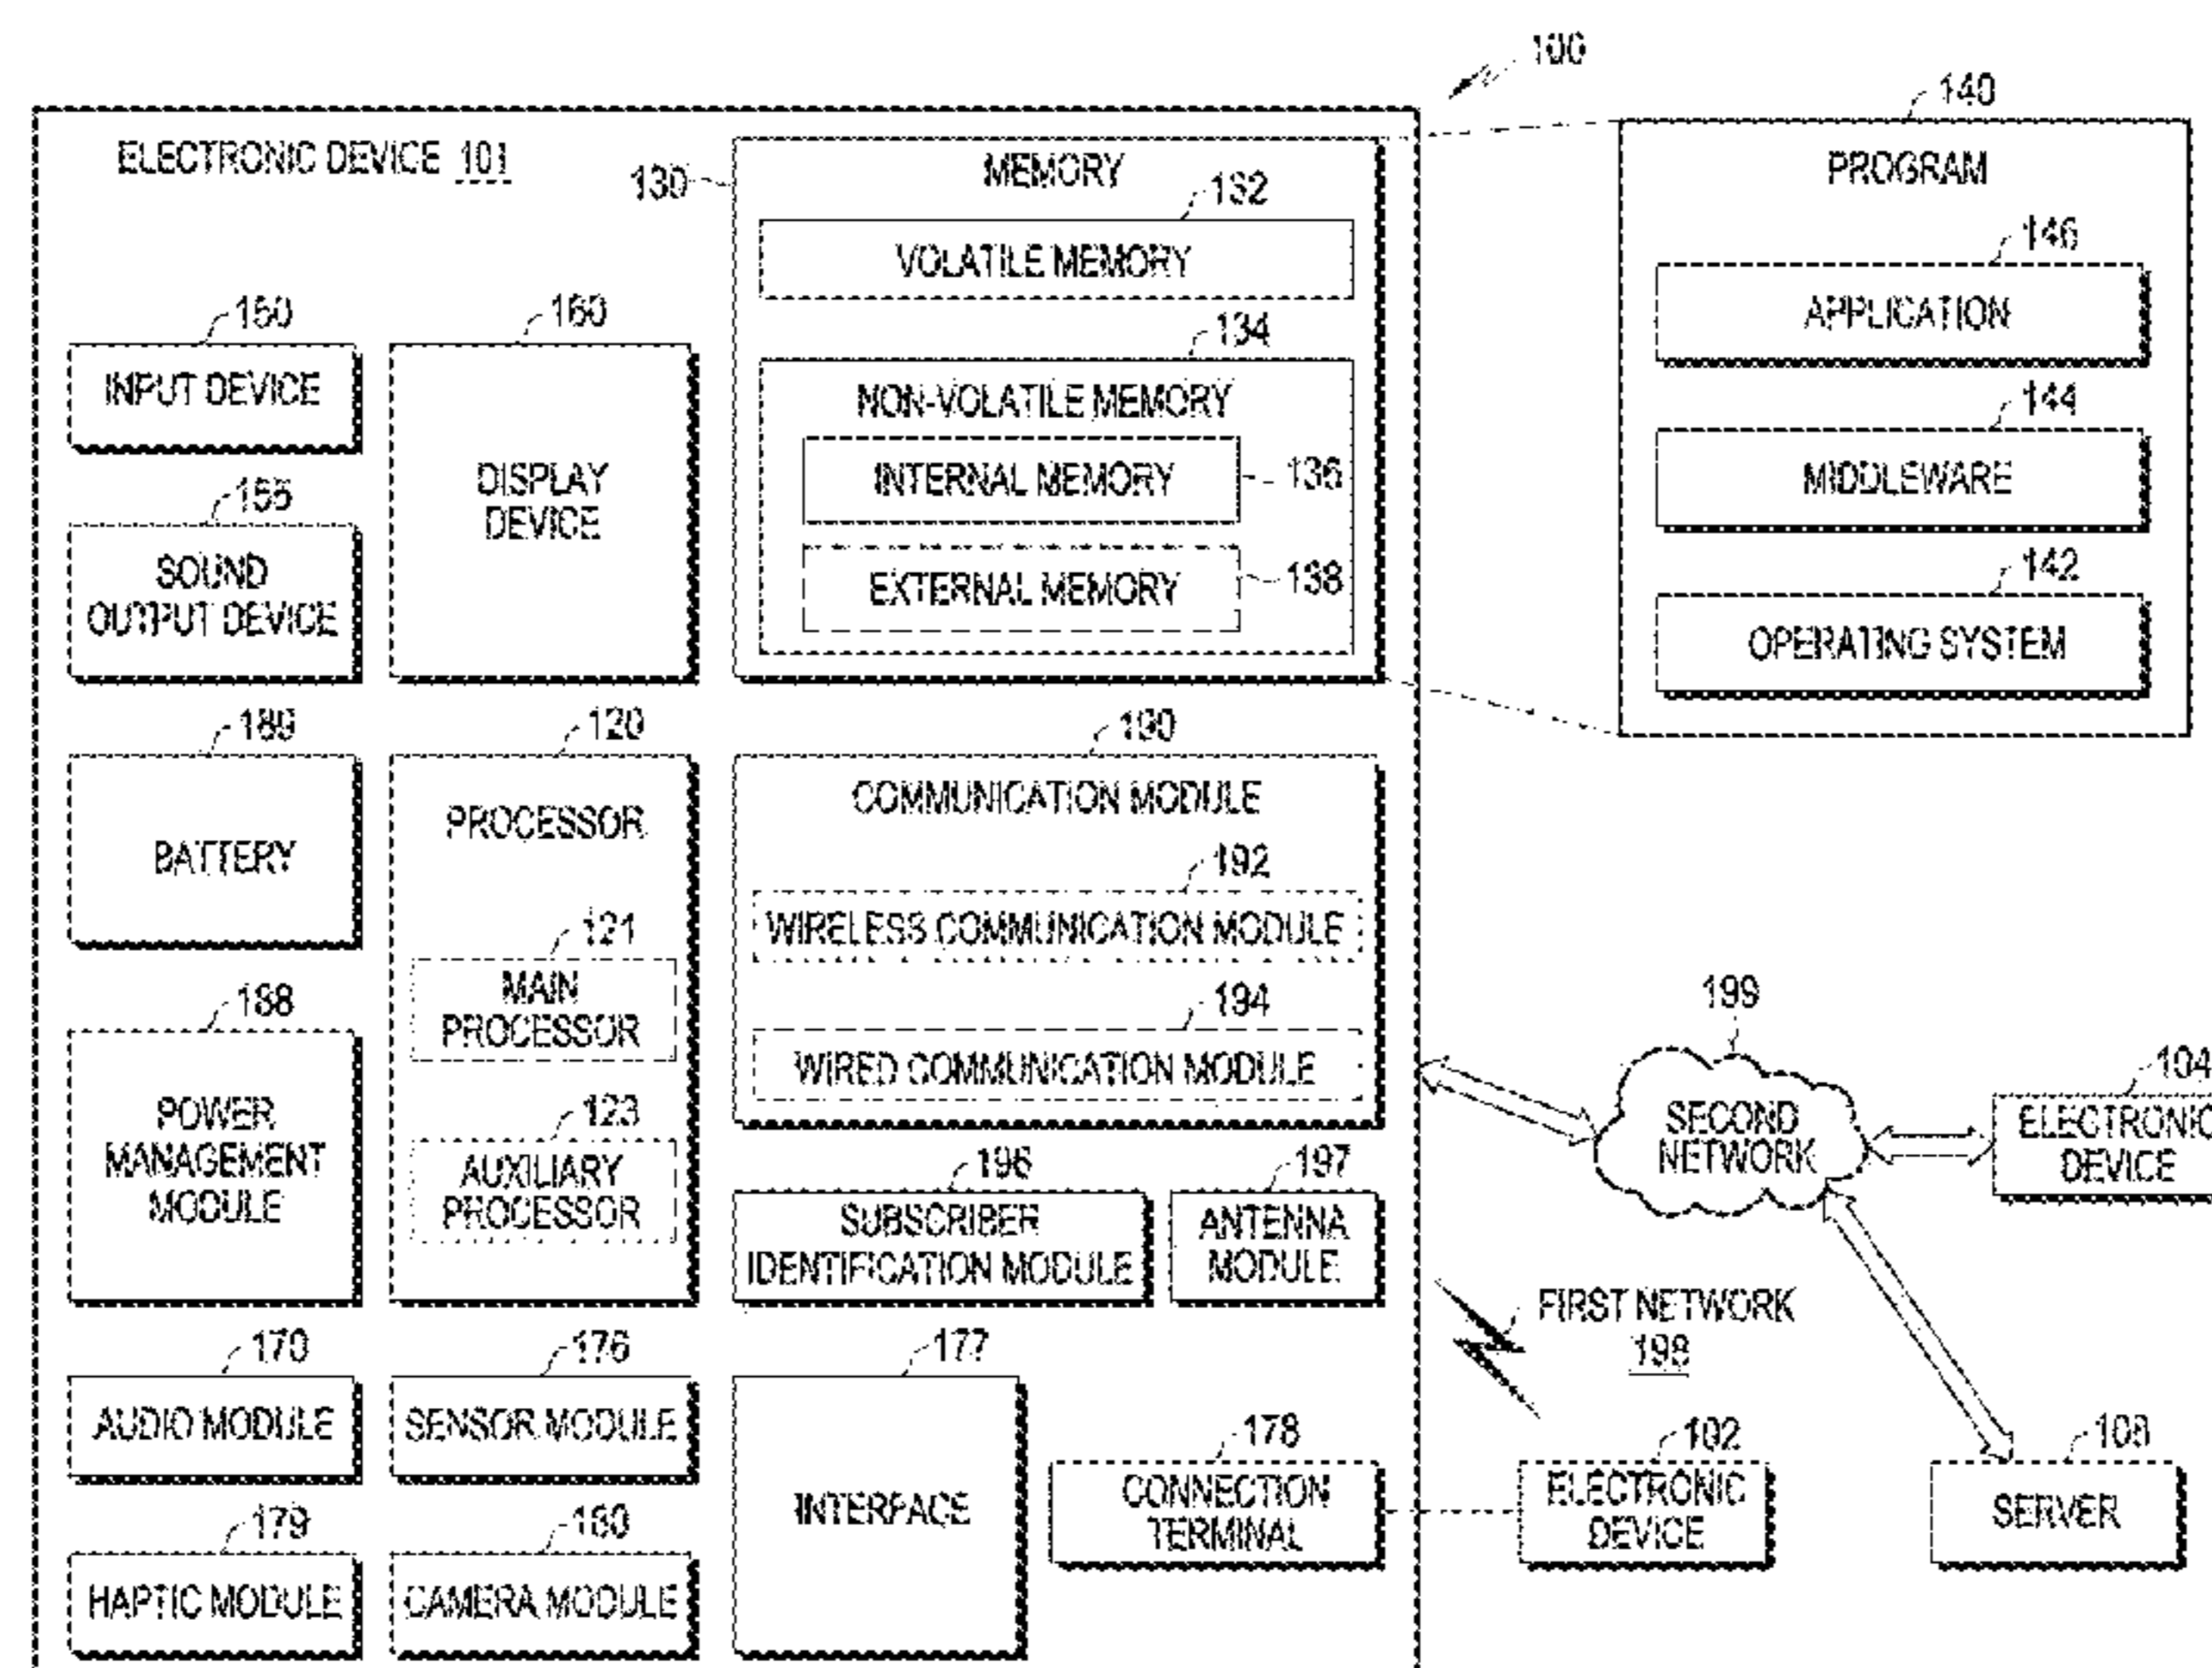 100
ELECTRONIC DEVICE 101
130
MEMORY
132
VOLATILE MEMORY
134
NON-VOLATILE MEMORY
INTERNAL MEMORY
136
EXTERNAL MEMORY
138
140
PROGRAM
146
APPLICATION
144
MIDDLEWARE
142
OPERATING SYSTEM
150
INPUT DEVICE
155
SOUND
OUTPUT DEVICE
160
DISPLAY
DEVICE
189
BATTERY
188
POWER
MANAGEMENT
MODULE
120
PROCESSOR
121
MAIN
PROCESSOR
123
AUXILIARY
PROCESSOR
190
COMMUNICATION MODULE
192
WIRELESS COMMUNICATION MODULE
194
WIRED COMMUNICATION MODULE
196
SUBSCRIBER
IDENTIFICATION MODULE
197
ANTENNA
MODULE
199
SECOND
NETWORK
104
ELECTRONIC
DEVICE
FIRST NETWORK
198
170
AUDIO MODULE
176
SENSOR MODULE
177
INTERFACE
178
CONNECTION
TERMINAL
102
ELECTRONIC
DEVICE
108
SERVER
179
HAPTIC MODULE
180
CAMERA MODULE